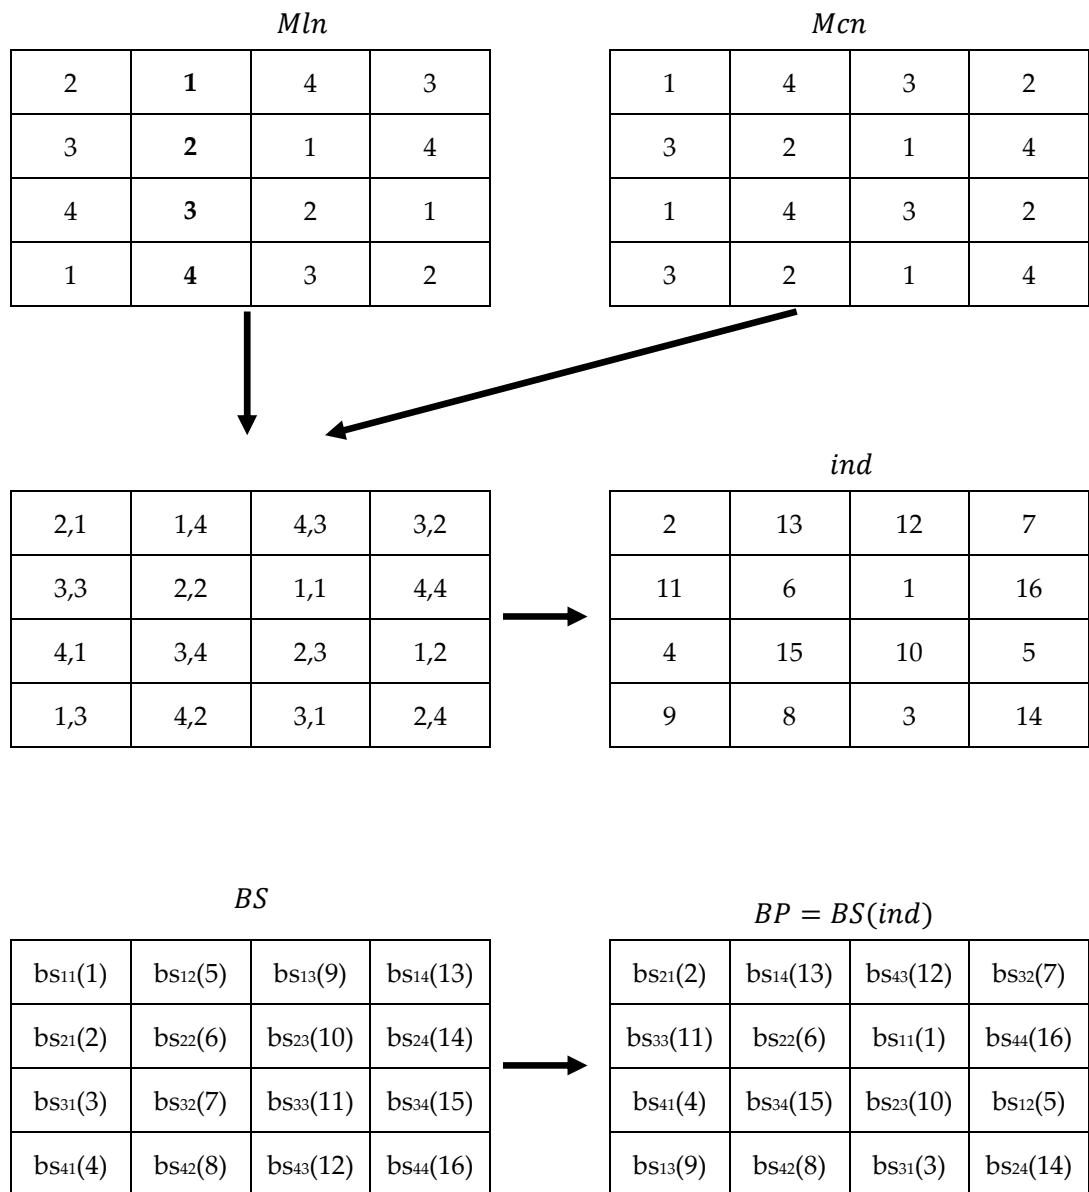 Mln Mcn
2 1 4 3 1 4 3 2
3 2 1 4 3 2 1 4
4 3 2 1 1 4 3 2
1 4 3 2 3 2 1 4
ind
2,1 1,4 4,3 3,2 2 13 12 7
3,3 2,2 1,1 4,4 11 6 1 16
4,1 3,4 2,3 1,2 4 15 10 5
1,3 4,2 3,1 2,4 9 8 3 14
BS BP = BS(ind)
bs11(1) bs12(5) bs13(9) bs14(13) bs21(2) bs14(13) bs43(12) bs32(7)
bs21(2) bs22(6) bs23(10) bs24(14) bs33(11) bs22(6) bs11(1) bs44(16)
bs31(3) bs32(7) bs33(11) bs34(15) bs41(4) bs34(15) bs23(10) bs12(5)
bs41(4) bs42(8) bs43(12) bs44(16) bs13(9) bs42(8) bs31(3) bs24(14)